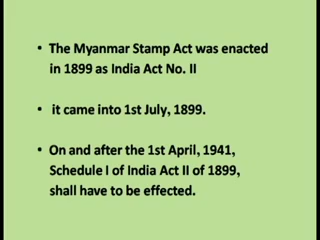 • The Myanmar Stamp Act was enacted
in 1899 as India Act No. II
• it came into 1st July, 1899.
• On and after the 1st April, 1941,
Schedule I of India Act II of 1899,
shall have to be effected.